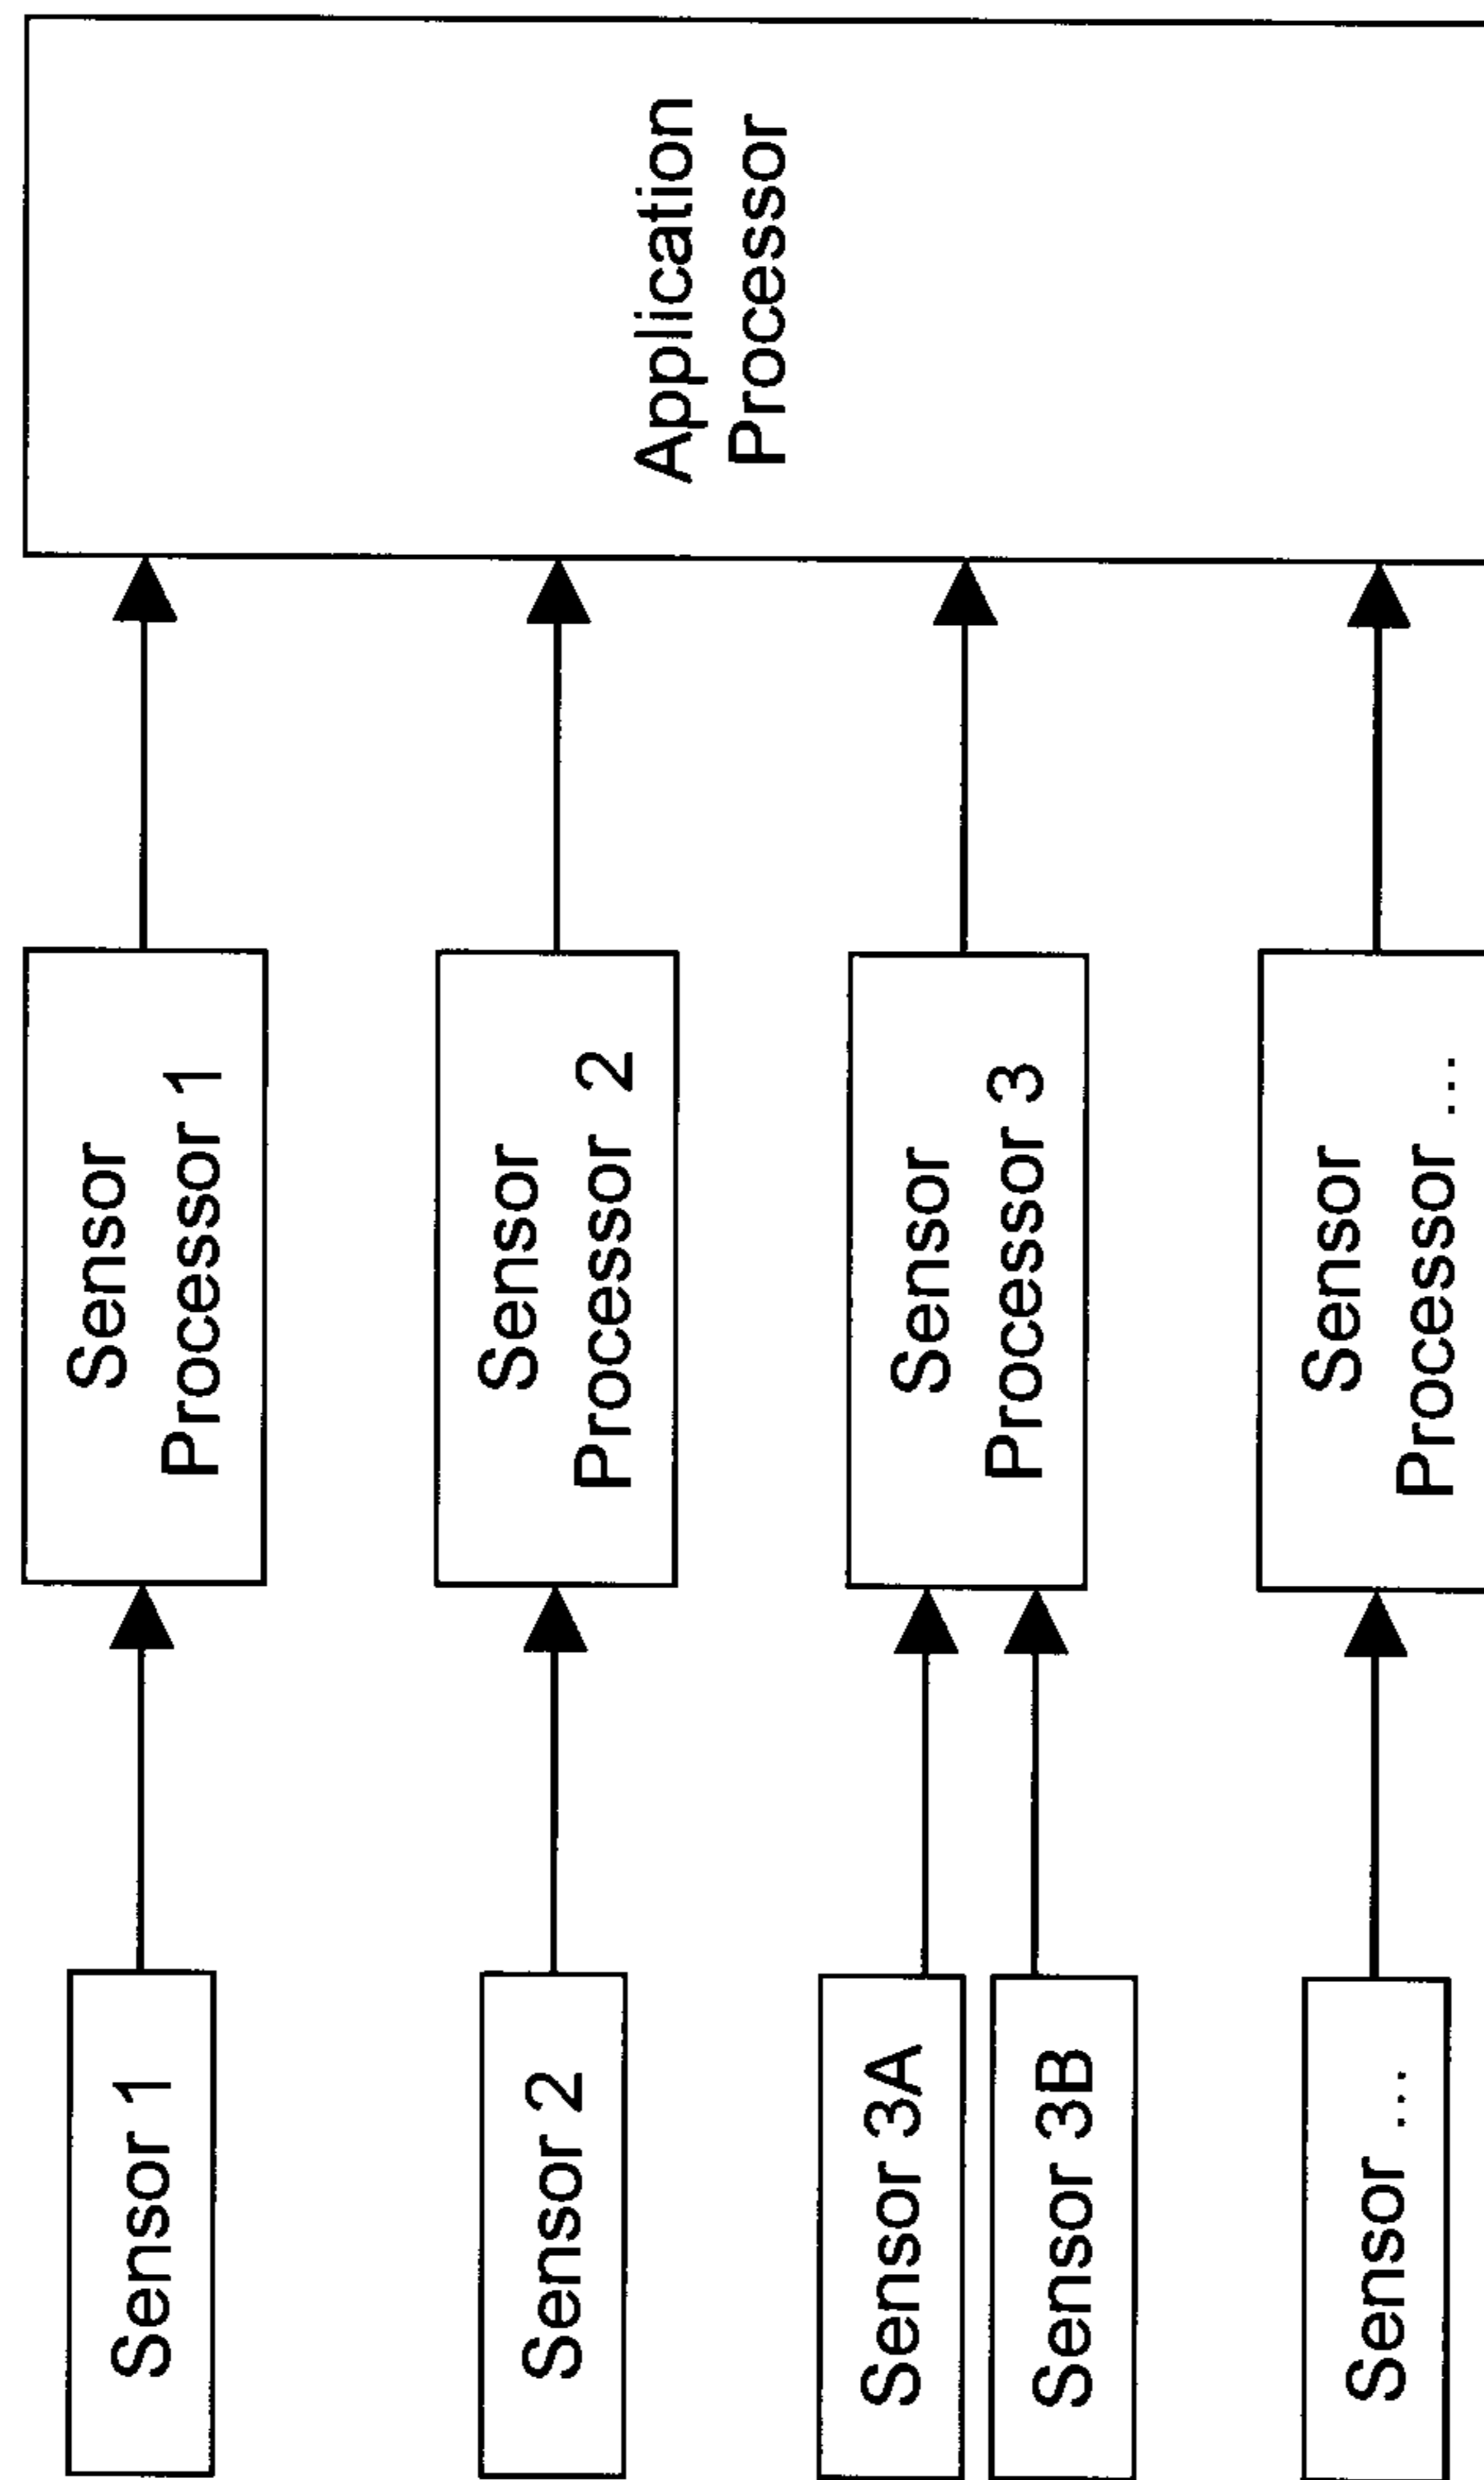 Sensor 1
Sensor
Processor 1
Sensor 2
Sensor
Processor 2
Sensor 3A
Sensor 3B
Sensor
Processor 3
Sensor ...
Sensor
Processor ...
Application
Processor